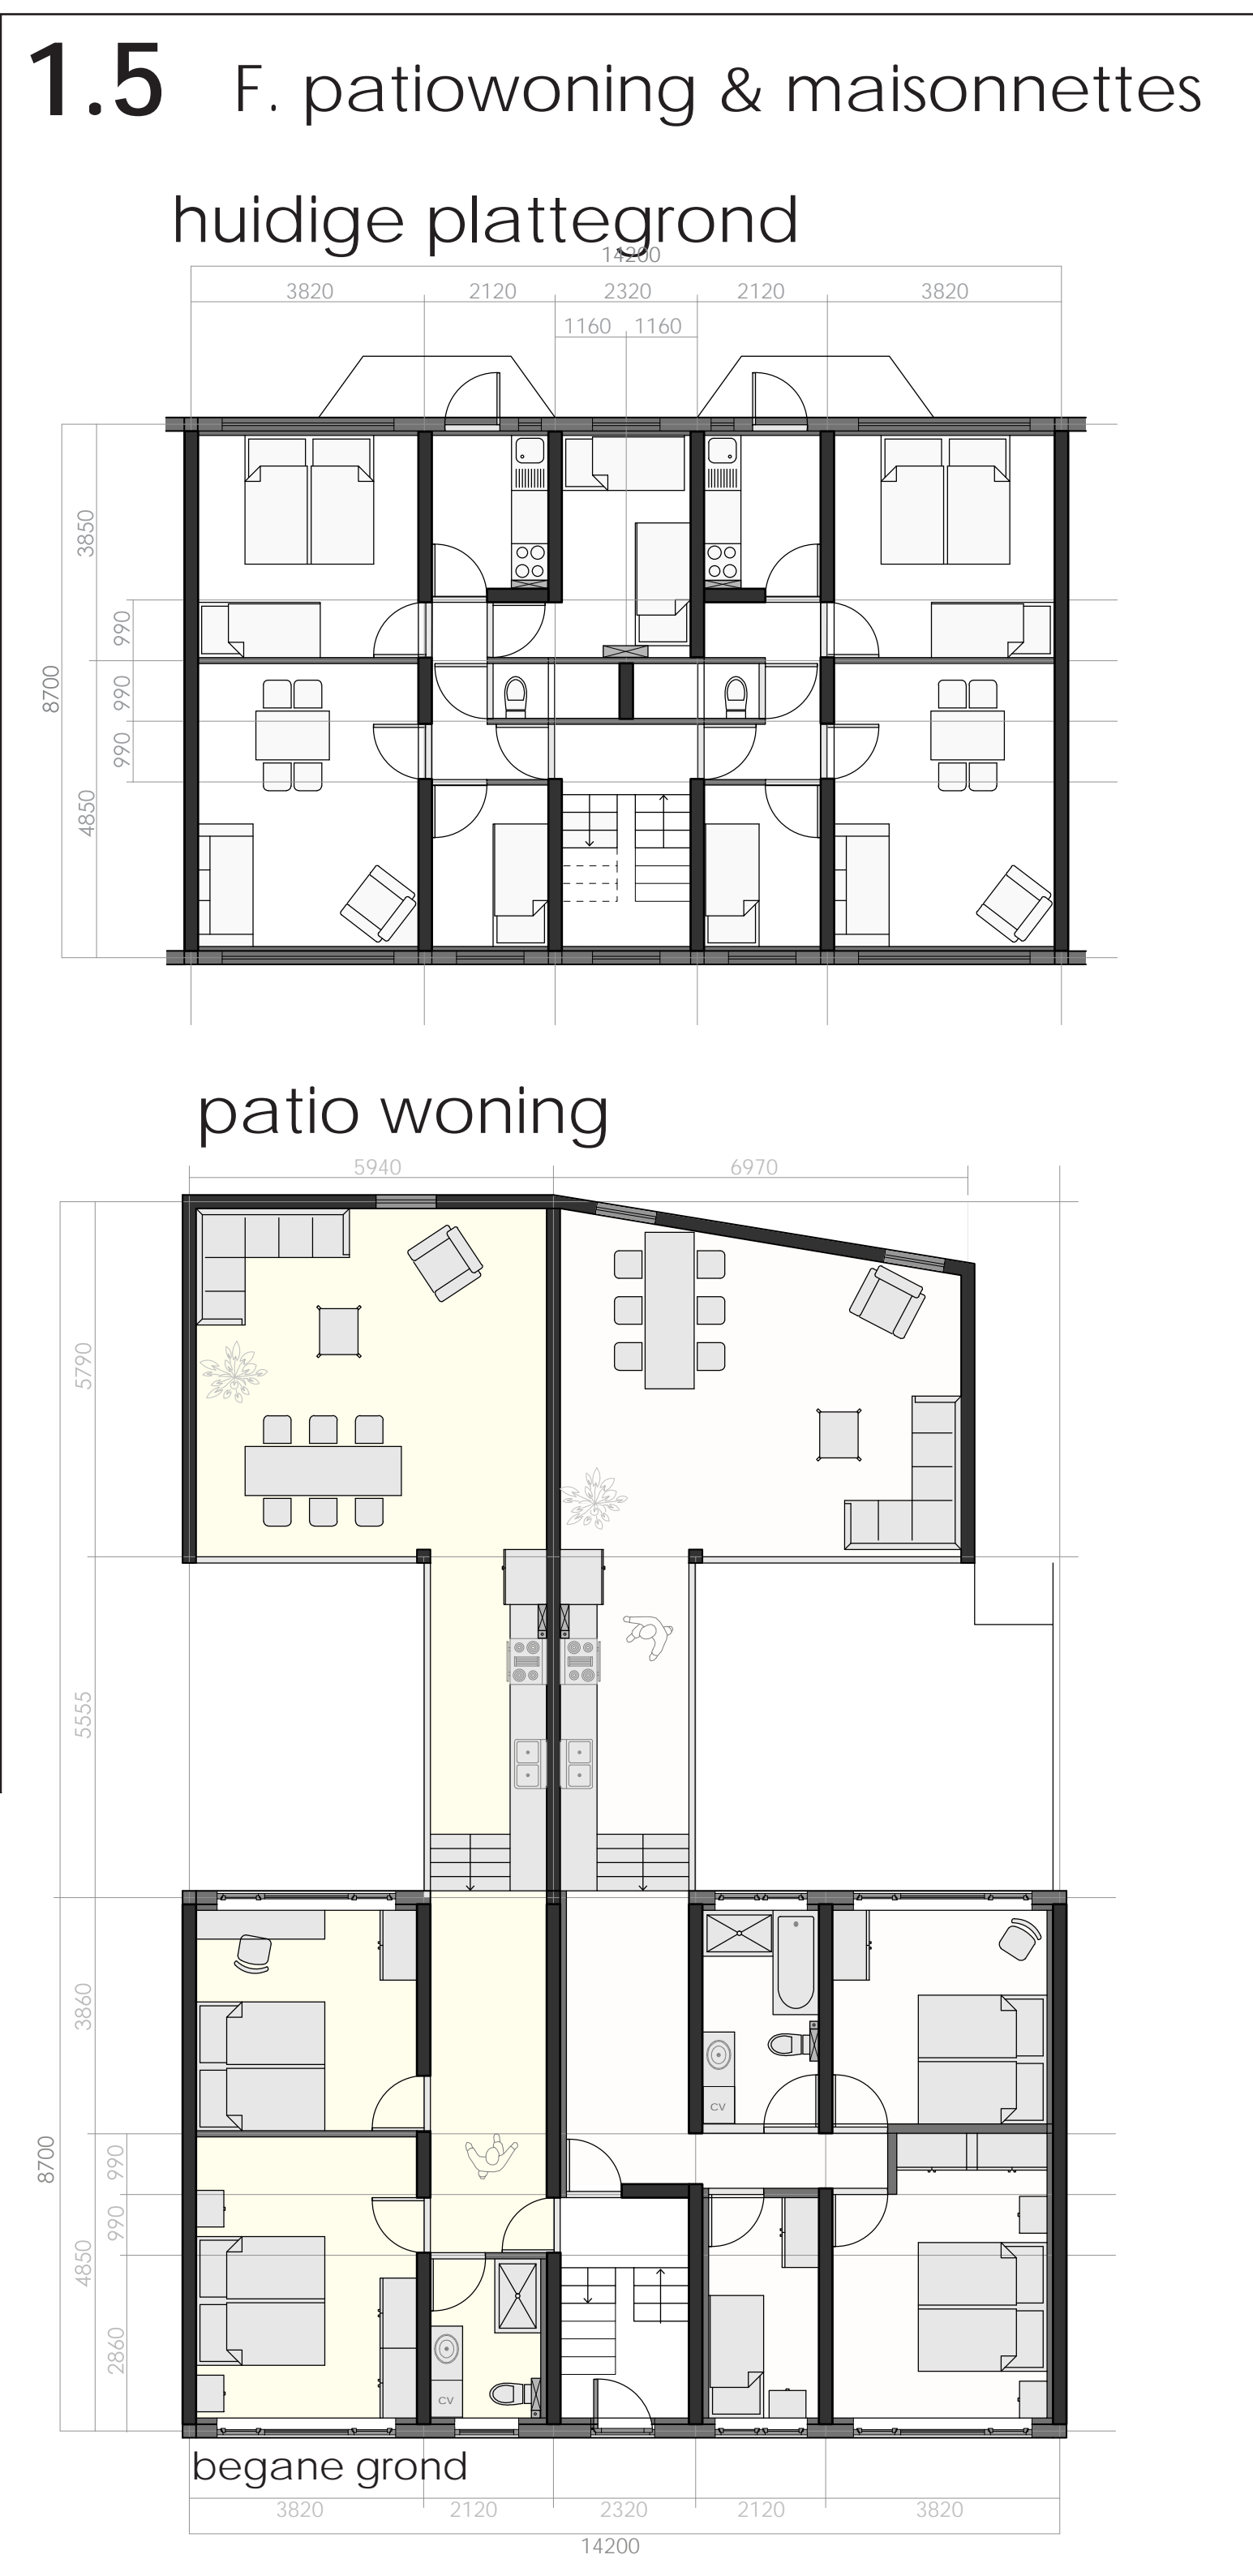 1.5 F. patiowoning & maisonnettes
huidige plattegrond
14200
3820 2120 2320 2120 3820
1160 1160
3850
990
8700
990
990
4850
patio woning
5940 6970
5790
5555
3860
CV
8700
990
990
4850
2860
CV
begane grond
3820 2120 2320 2120 3820
14200